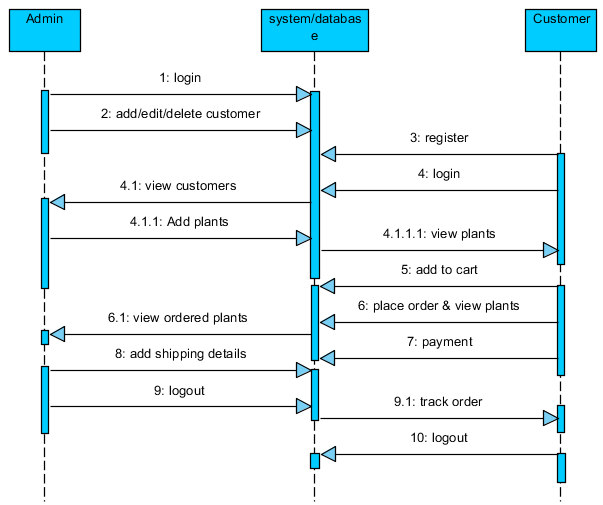 Admin
system/databas
e
Customer
1: login
2: add/edit/delete customer
3: register
4: login
4.1: view customers
4.1.1: Add plants
4.1.1.1: view plants
5: add to cart
6: place order & view plants
6.1: view ordered plants
7: payment
8: add shipping details
9: logout
9.1: track order
10: logout